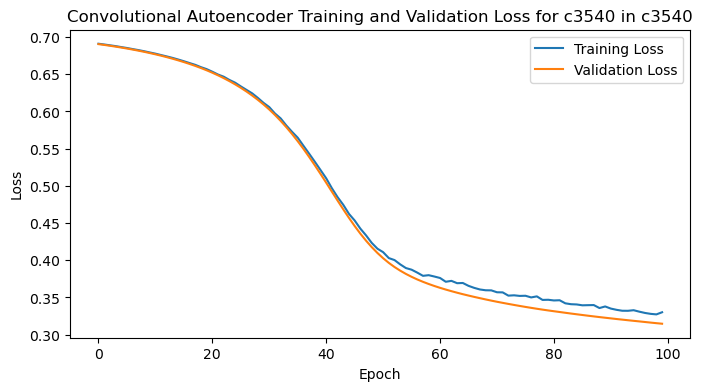 Convolutional Autoencoder Training and Validation Loss for c3540 in c3540
Training Loss
Validation Loss
Loss
0.70
0.65
0.60
0.55
0.50
0.45
0.40
0.35
0.30
0 20 40 60 80 100
Epoch